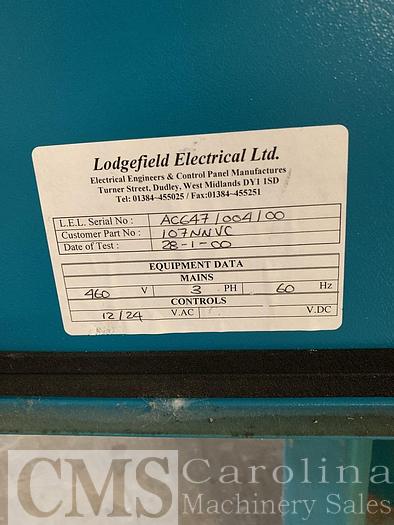 Lodgefield Electrical Ltd.
Electrical Engineers & Control Panel Manufactures
Turner Street, Dudley, West Midlands DY1 1SD
Tel: 01384-455025 / Fax:01384-455251
L.E.L. Serial No : AC647/004/00
Customer Part No : 107NNVC
Date of Test : 28-1-00
EQUIPMENT DATA
MAINS
460 V 3 PH 60 Hz
CONTROLS
12/24 V.AC V.DC
CMS Carolina
Machinery Sales